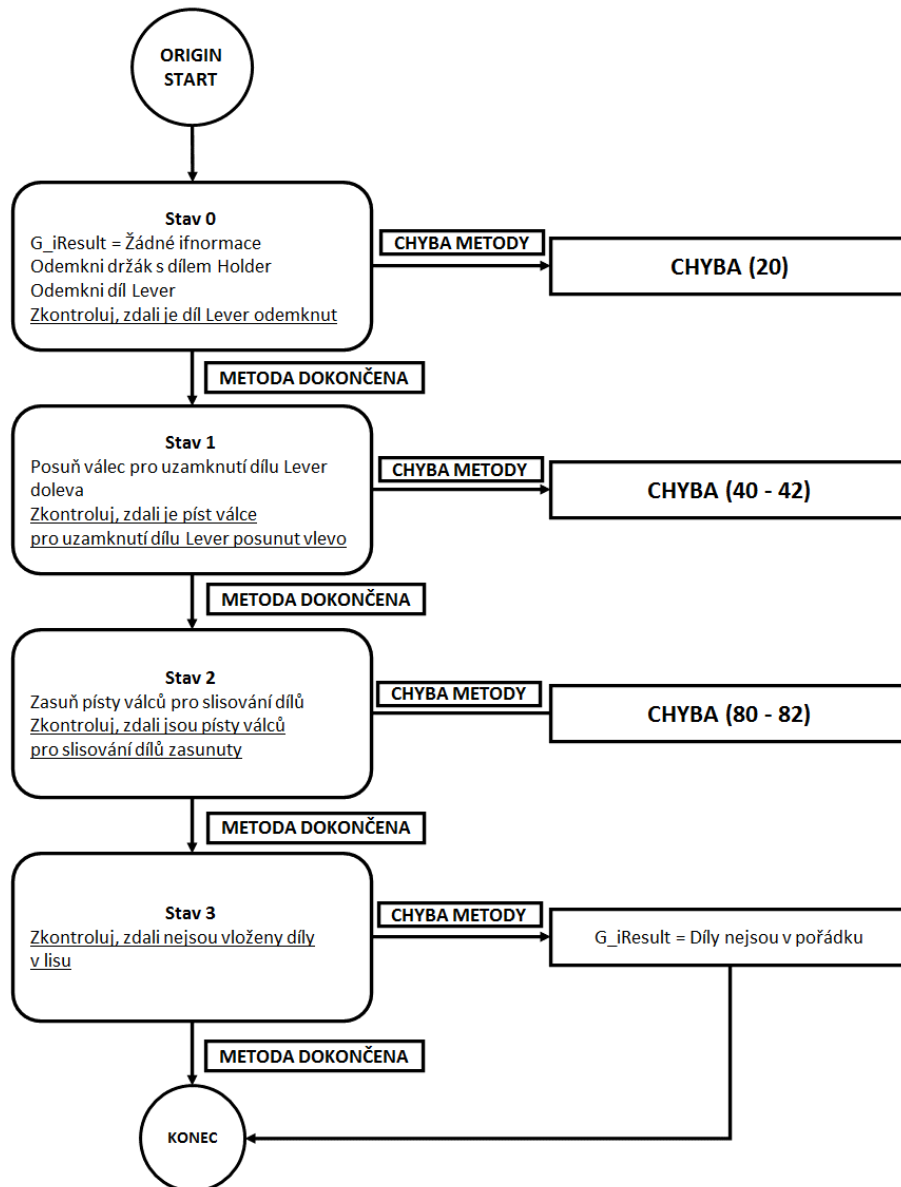 ORIGIN
START
Stav 0
G_iResult = Žádné ifnormace
Odemkni držák s dílem Holder
Odemkni díl Lever
Zkontroluj, zdali je díl Lever odemknut
CHYBA METODY
CHYBA (20)
METODA DOKONČENA
Stav 1
Posuň válec pro uzamknutí dílu Lever
doleva
Zkontroluj, zdali je píst válce
pro uzamknutí dílu Lever posunut vlevo
CHYBA METODY
CHYBA (40 - 42)
METODA DOKONČENA
Stav 2
Zasuň písty válců pro slisování dílů
Zkontroluj, zdali jsou písty válců
pro slisování dílů zasunuty
CHYBA METODY
CHYBA (80 - 82)
METODA DOKONČENA
Stav 3
Zkontroluj, zdali nejsou vloženy díly
v lisu
CHYBA METODY
G_iResult = Díly nejsou v pořádku
METODA DOKONČENA
KONEC